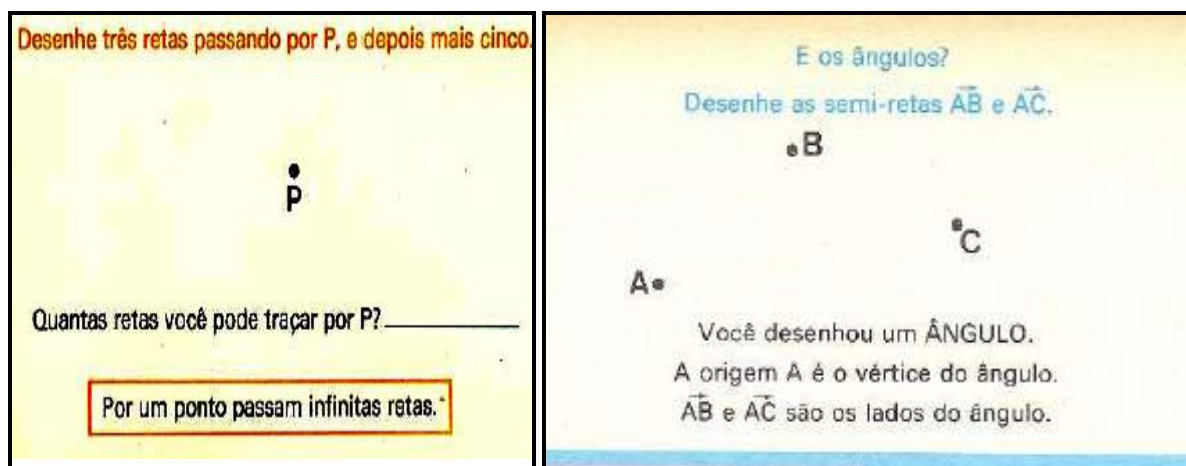 Desenhe três retas passando por P, e depois mais cinco.
P
Quantas retas você pode traçar por P?
Por um ponto passam infinitas retas.
E os ângulos?
Desenhe as semi-retas AB e AC.
B
C
A
Você desenhou um ÂNGULO.
A origem A é o vértice do ângulo.
AB e AC são os lados do ângulo.